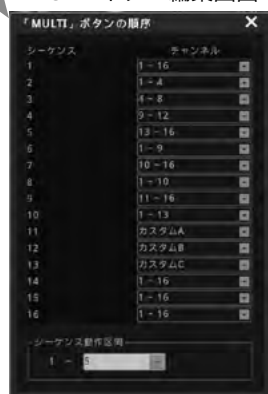 「MULTI」ボタンの順序 ✕
シーケンス チャンネル
1 1 - 16
2 1 - 4
3 4 - 8
4 9 - 12
5 13 - 16
6 1 - 9
7 10 - 16
8 1 - 10
9 11 - 16
10 1 - 13
11 カスタムA
12 カスタムB
13 カスタムC
14 1 - 16
15 1 - 16
16 1 - 16
シーケンス動作区間
1 - 5